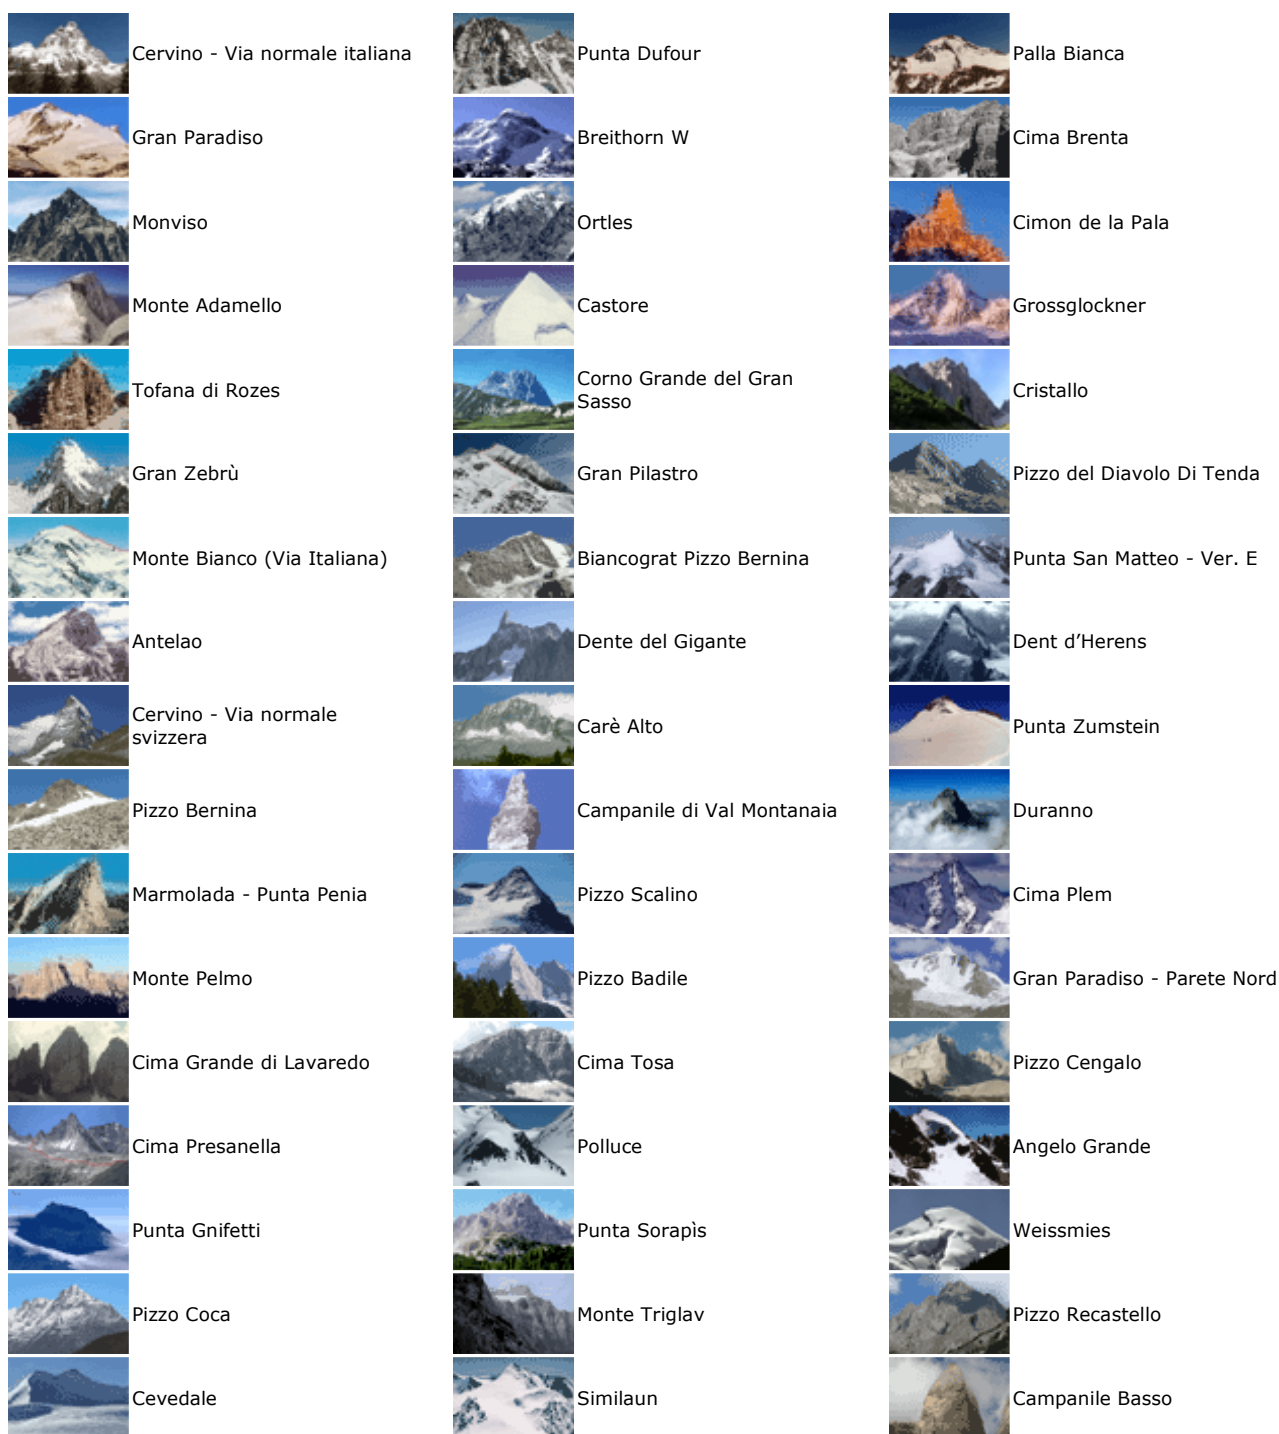 Cervino - Via normale italiana
Punta Dufour
Palla Bianca
Gran Paradiso
Breithorn W
Cima Brenta
Monviso
Ortles
Cimon de la Pala
Monte Adamello
Castore
Grossglockner
Tofana di Rozes
Corno Grande del Gran
Sasso
Cristallo
Gran Zebrù
Gran Pilastro
Pizzo del Diavolo Di Tenda
Monte Bianco (Via Italiana)
Biancograt Pizzo Bernina
Punta San Matteo - Ver. E
Antelao
Dente del Gigante
Dent d’Herens
Cervino - Via normale
svizzera
Carè Alto
Punta Zumstein
Pizzo Bernina
Campanile di Val Montanaia
Duranno
Marmolada - Punta Penia
Pizzo Scalino
Cima Plem
Monte Pelmo
Pizzo Badile
Gran Paradiso - Parete Nord
Cima Grande di Lavaredo
Cima Tosa
Pizzo Cengalo
Cima Presanella
Polluce
Angelo Grande
Punta Gnifetti
Punta Sorapìs
Weissmies
Pizzo Coca
Monte Triglav
Pizzo Recastello
Cevedale
Similaun
Campanile Basso